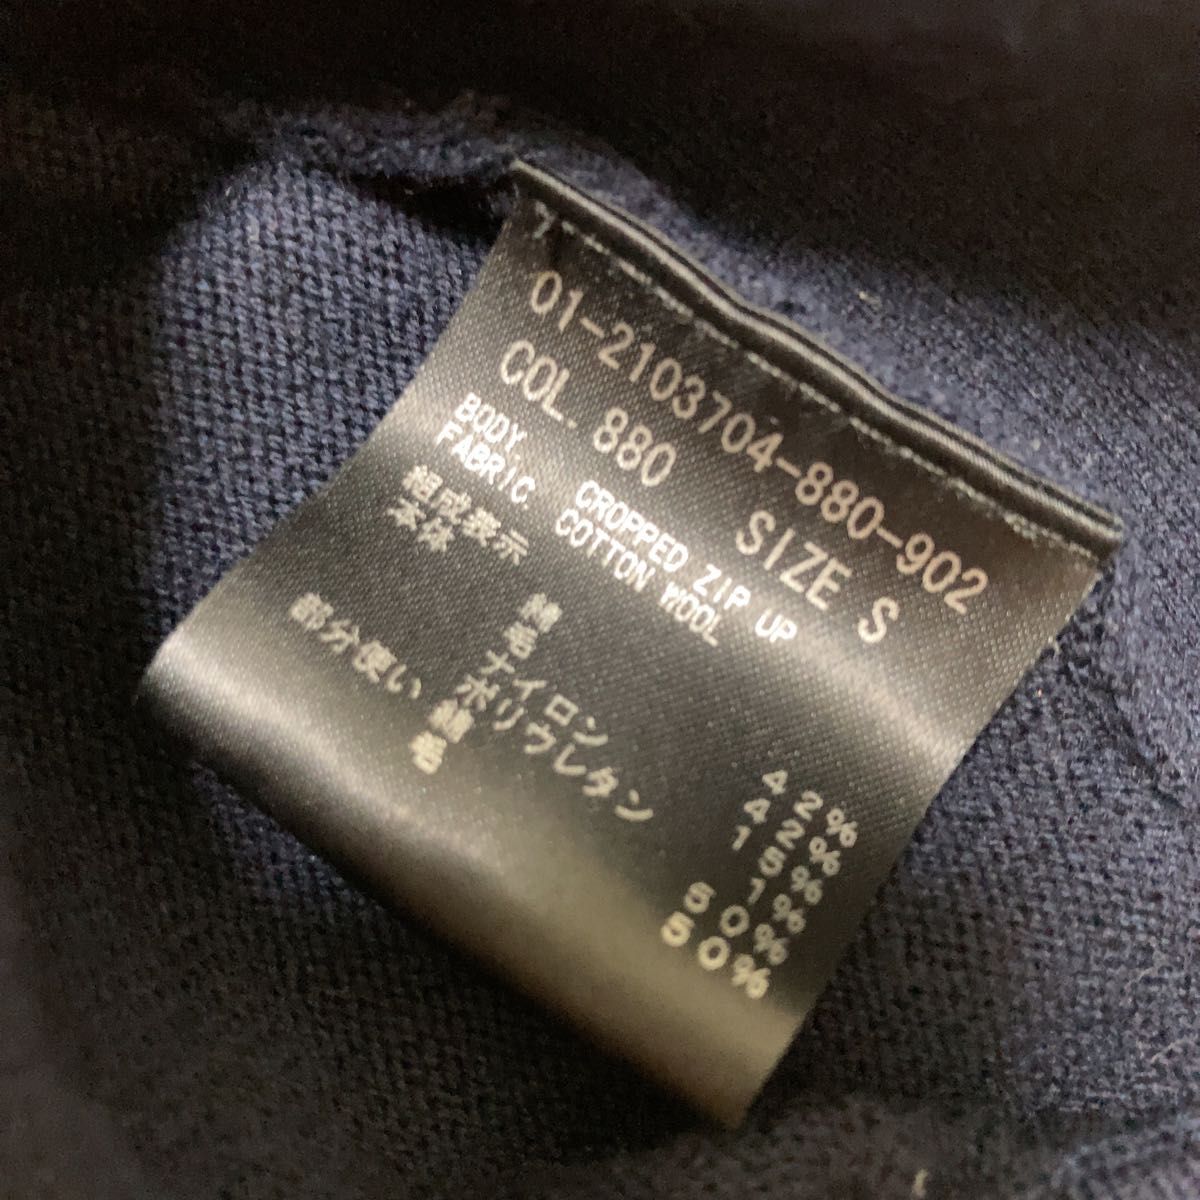 01-2103704-880-902
COL. 880 SIZE S
BODY. CROPPED ZIP UP
FABRIC. COTTON WOOL
組成表示
本体 綿 42%
毛 42%
ナイロン 15%
ポリウレタン 1%
部分使い 綿 50%
毛 50%